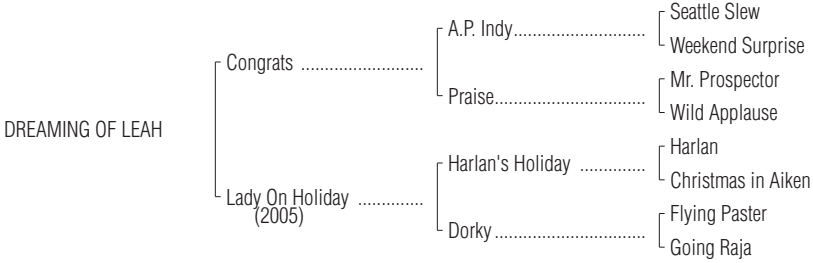 Seattle Slew
A.P. Indy..............................
Weekend Surprise
Congrats ...........................
Mr. Prospector
Praise..................................
Wild Applause
DREAMING OF LEAH
Harlan
Harlan's Holiday ...............
Christmas in Aiken
Lady On Holiday ..............
(2005)
Flying Paster
Dorky..................................
Going Raja